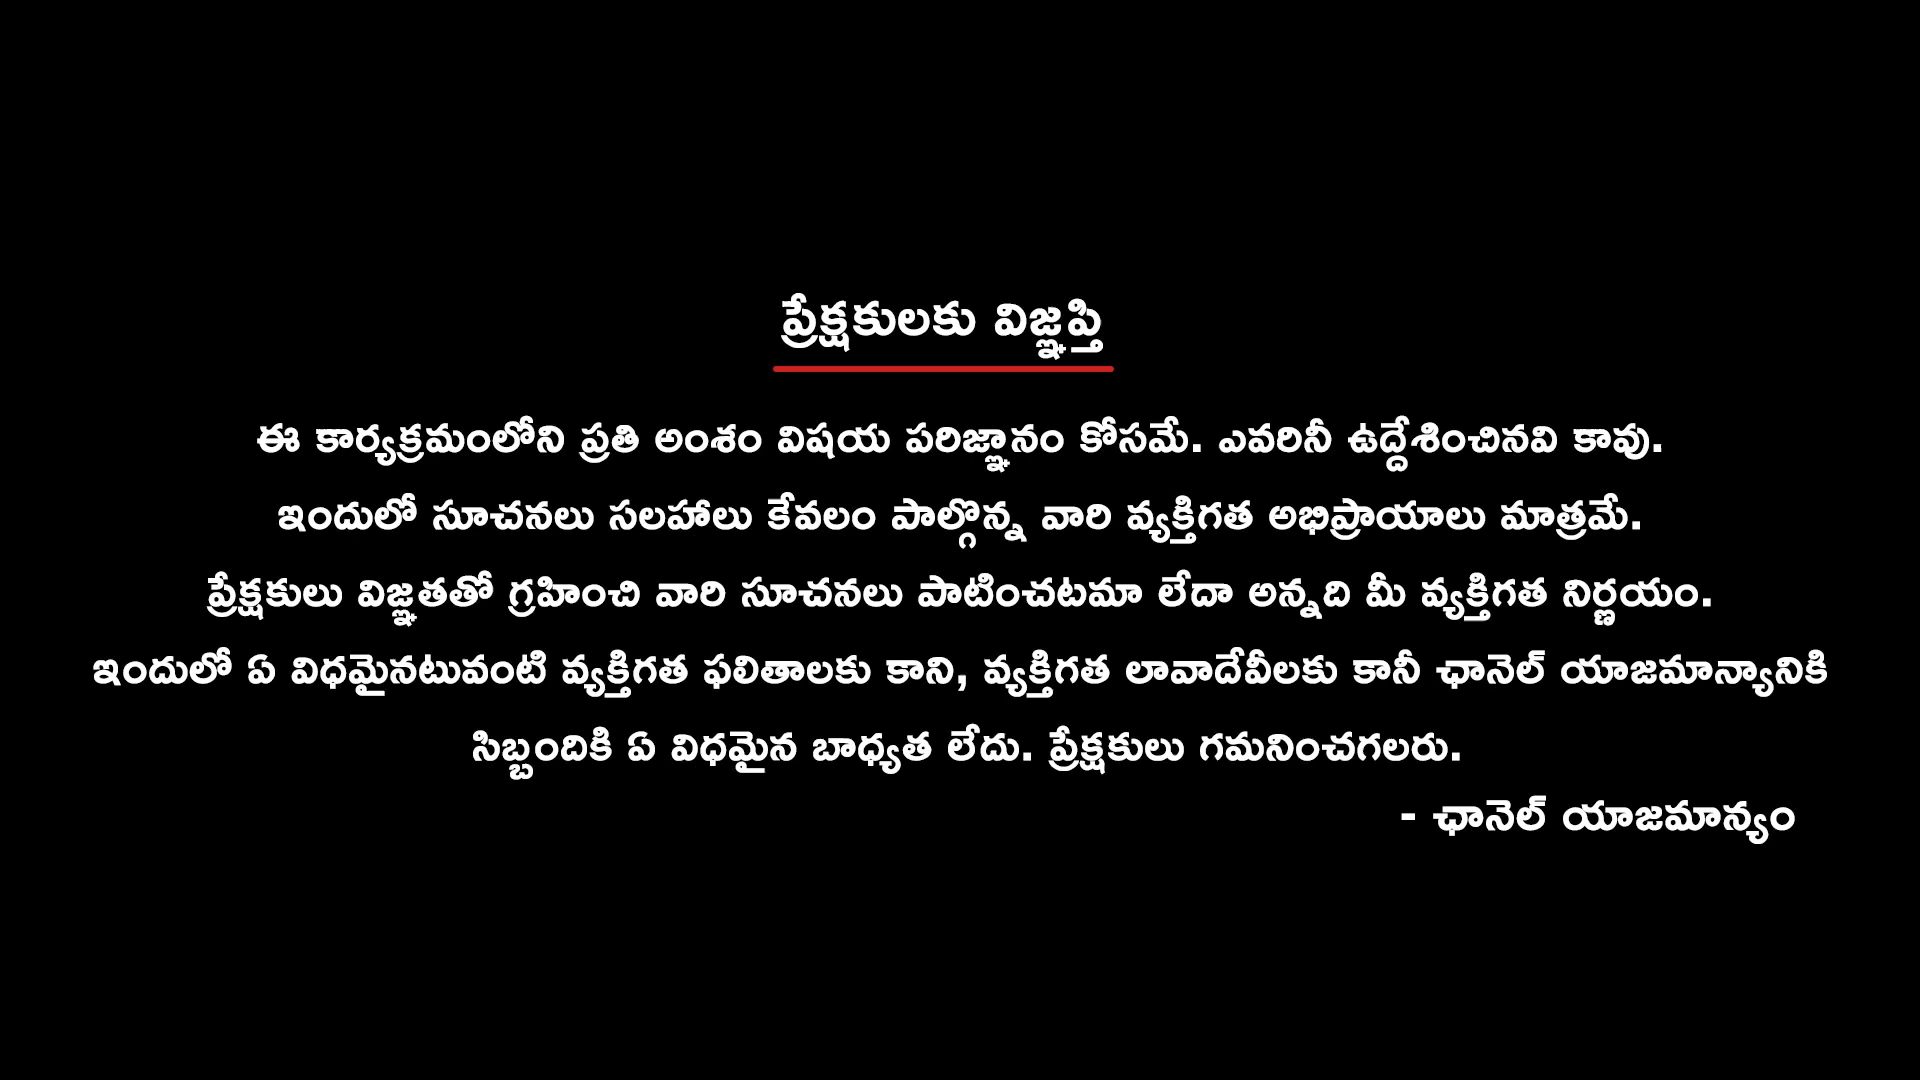 ప్రేక్షకులకు విజ్ఞప్తి
ఈ కార్యక్రమంలోని ప్రతి అంశం విషయ పరిజ్ఞానం కోసమే. ఎవరినీ ఉద్దేశించినవి కావు.
ఇందులో సూచనలు సలహాలు కేవలం పాల్గొన్న వారి వ్యక్తిగత అభిప్రాయాలు మాత్రమే.
ప్రేక్షకులు విజ్ఞతతో గ్రహించి వారి సూచనలు పాటించటమా లేదా అన్నది మీ వ్యక్తిగత నిర్ణయం.
ఇందులో ఏ విధమైనటువంటి వ్యక్తిగత ఫలితాలకు కాని, వ్యక్తిగత లావాదేవీలకు కానీ ఛానెల్ యాజమాన్యానికి
సిబ్బందికి ఏ విధమైన బాధ్యత లేదు. ప్రేక్షకులు గమనించగలరు.
- ఛానెల్ యాజమాన్యం